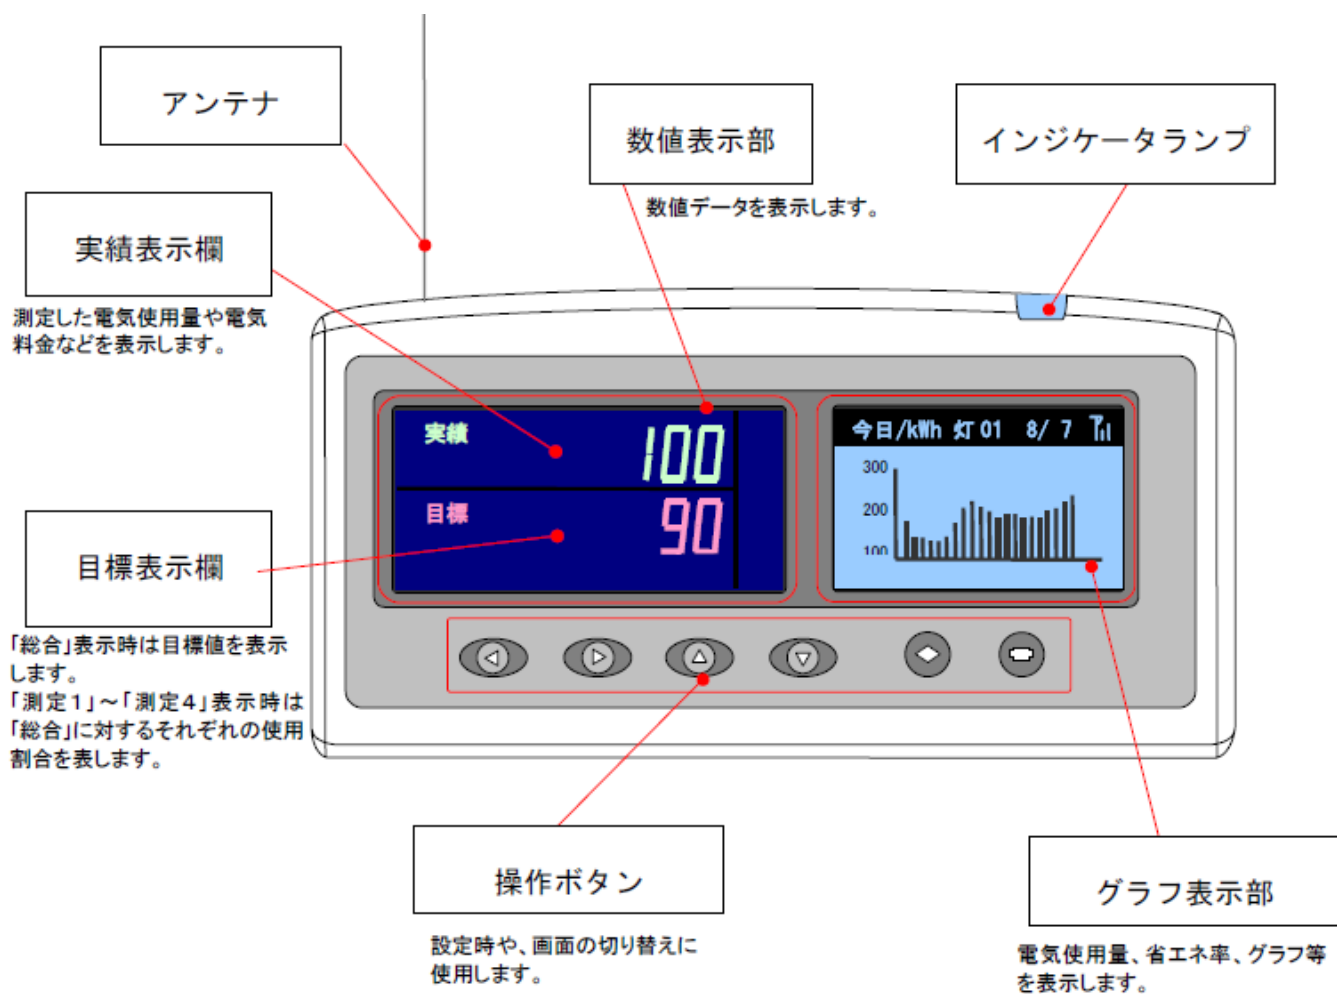 アンテナ
数値表示部
数値データを表示します。
インジケータランプ
実績表示欄
測定した電気使用量や電気
料金などを表示します。
実績
100
目標
90
今日/kWh 灯 01 8/ 7
300
200
100
目標表示欄
「総合」表示時は目標値を表示
します。
「測定1」～「測定4」表示時は
「総合」に対するそれぞれの使用
割合を表します。
操作ボタン
設定時や、画面の切り替えに
使用します。
グラフ表示部
電気使用量、省エネ率、グラフ等
を表示します。